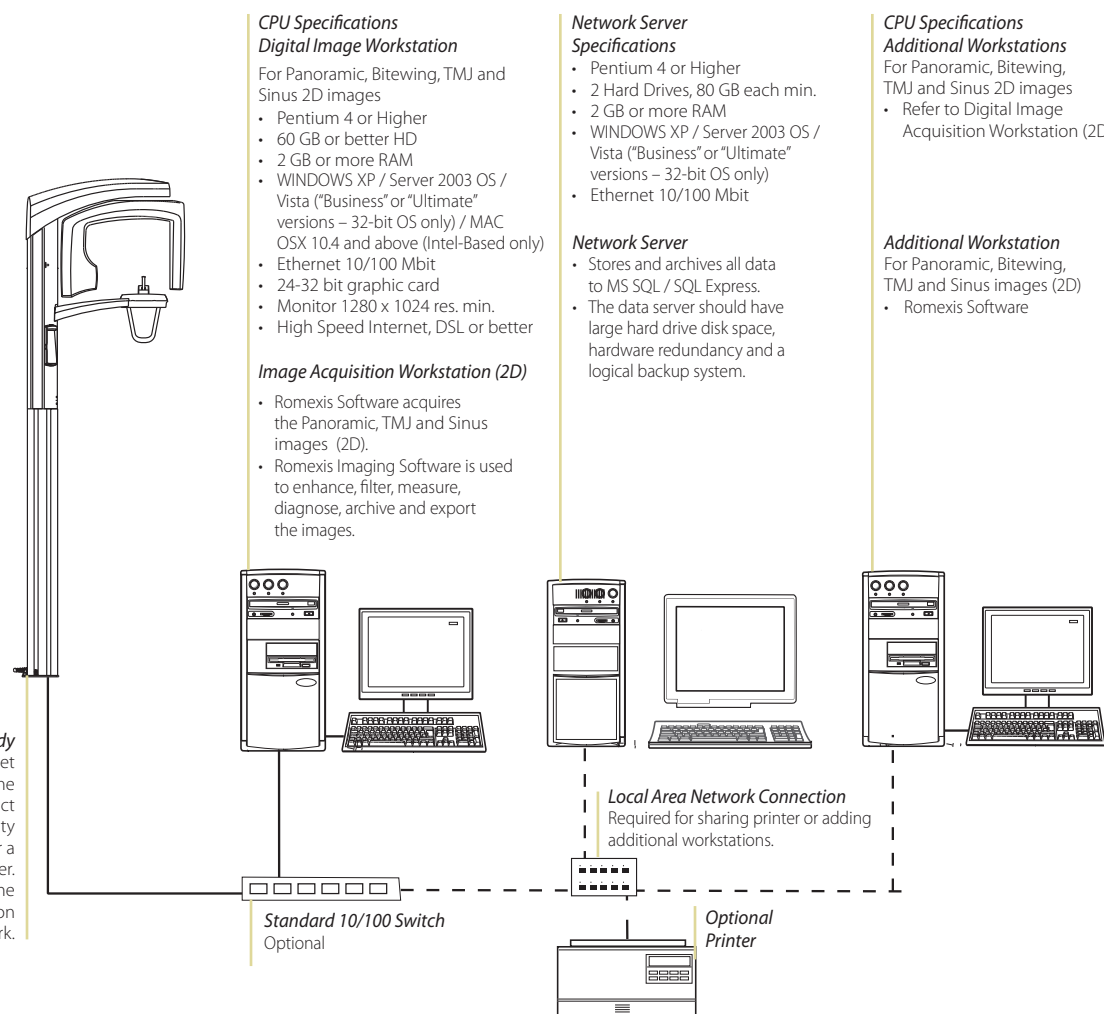 CPU Specifications
Digital Image Workstation
For Panoramic, Bitewing, TMJ and
Sinus 2D images
• Pentium 4 or Higher
• 60 GB or better HD
• 2 GB or more RAM
• WINDOWS XP / Server 2003 OS /
Vista (“Business” or “Ultimate”
versions – 32-bit OS only) / MAC
OSX 10.4 and above (Intel-Based only)
• Ethernet 10/100 Mbit
• 24-32 bit graphic card
• Monitor 1280 x 1024 res. min.
• High Speed Internet, DSL or better
Image Acquisition Workstation (2D)
• Romexis Software acquires
the Panoramic, TMJ and Sinus
images (2D).
• Romexis Imaging Software is used
to enhance, filter, measure,
diagnose, archive and export
the images.
Network Server
Specifications
• Pentium 4 or Higher
• 2 Hard Drives, 80 GB each min.
• 2 GB or more RAM
• WINDOWS XP / Server 2003 OS /
Vista (“Business” or “Ultimate”
versions – 32-bit OS only)
• Ethernet 10/100 Mbit
Network Server
• Stores and archives all data
to MS SQL / SQL Express.
• The data server should have
large hard drive disk space,
hardware redundancy and a
logical backup system.
CPU Specifications
Additional Workstations
For Panoramic, Bitewing,
TMJ and Sinus 2D images
• Refer to Digital Image
Acquisition Workstation (2D
Additional Workstation
For Panoramic, Bitewing,
TMJ and Sinus images (2D)
• Romexis Software
dy
et
ne
ct
ty
r a
er.
ne
on
rk.
Local Area Network Connection
Required for sharing printer or adding
additional workstations.
Standard 10/100 Switch
Optional
Optional
Printer